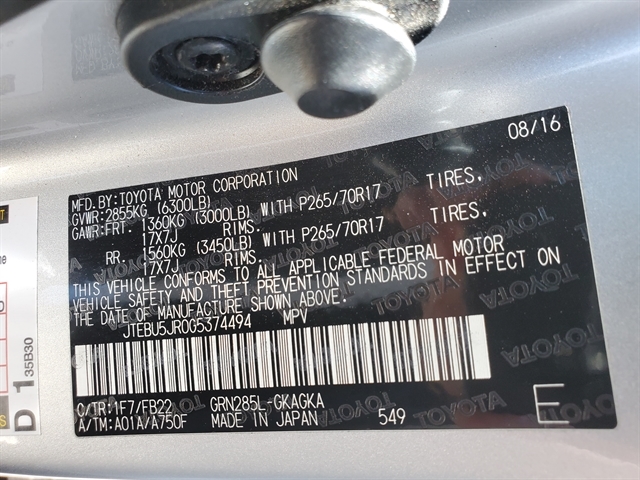 08/16
MFD.BY:TOYOTA MOTOR CORPORATION
GVWR:2855KG (6300LB)
GAWR:FRT. 1360KG (3000LB) WITH P265/70R17 TIRES,
17X7J RIMS.
RR. 1560KG (3450LB) WITH P265/70R17 TIRES,
17X7J RIMS.
THIS VEHICLE CONFORMS TO ALL APPLICABLE FEDERAL MOTOR
VEHICLE SAFETY AND THEFT PREVENTION STANDARDS IN EFFECT ON
THE DATE OF MANUFACTURE SHOWN ABOVE.
JTEBU5JR0G5374494 MPV
C/TR:1F7/FB22 GRN285L-GKAGKA
A/TM:A01A/A750F MADE IN JAPAN 549 E
D 135B30